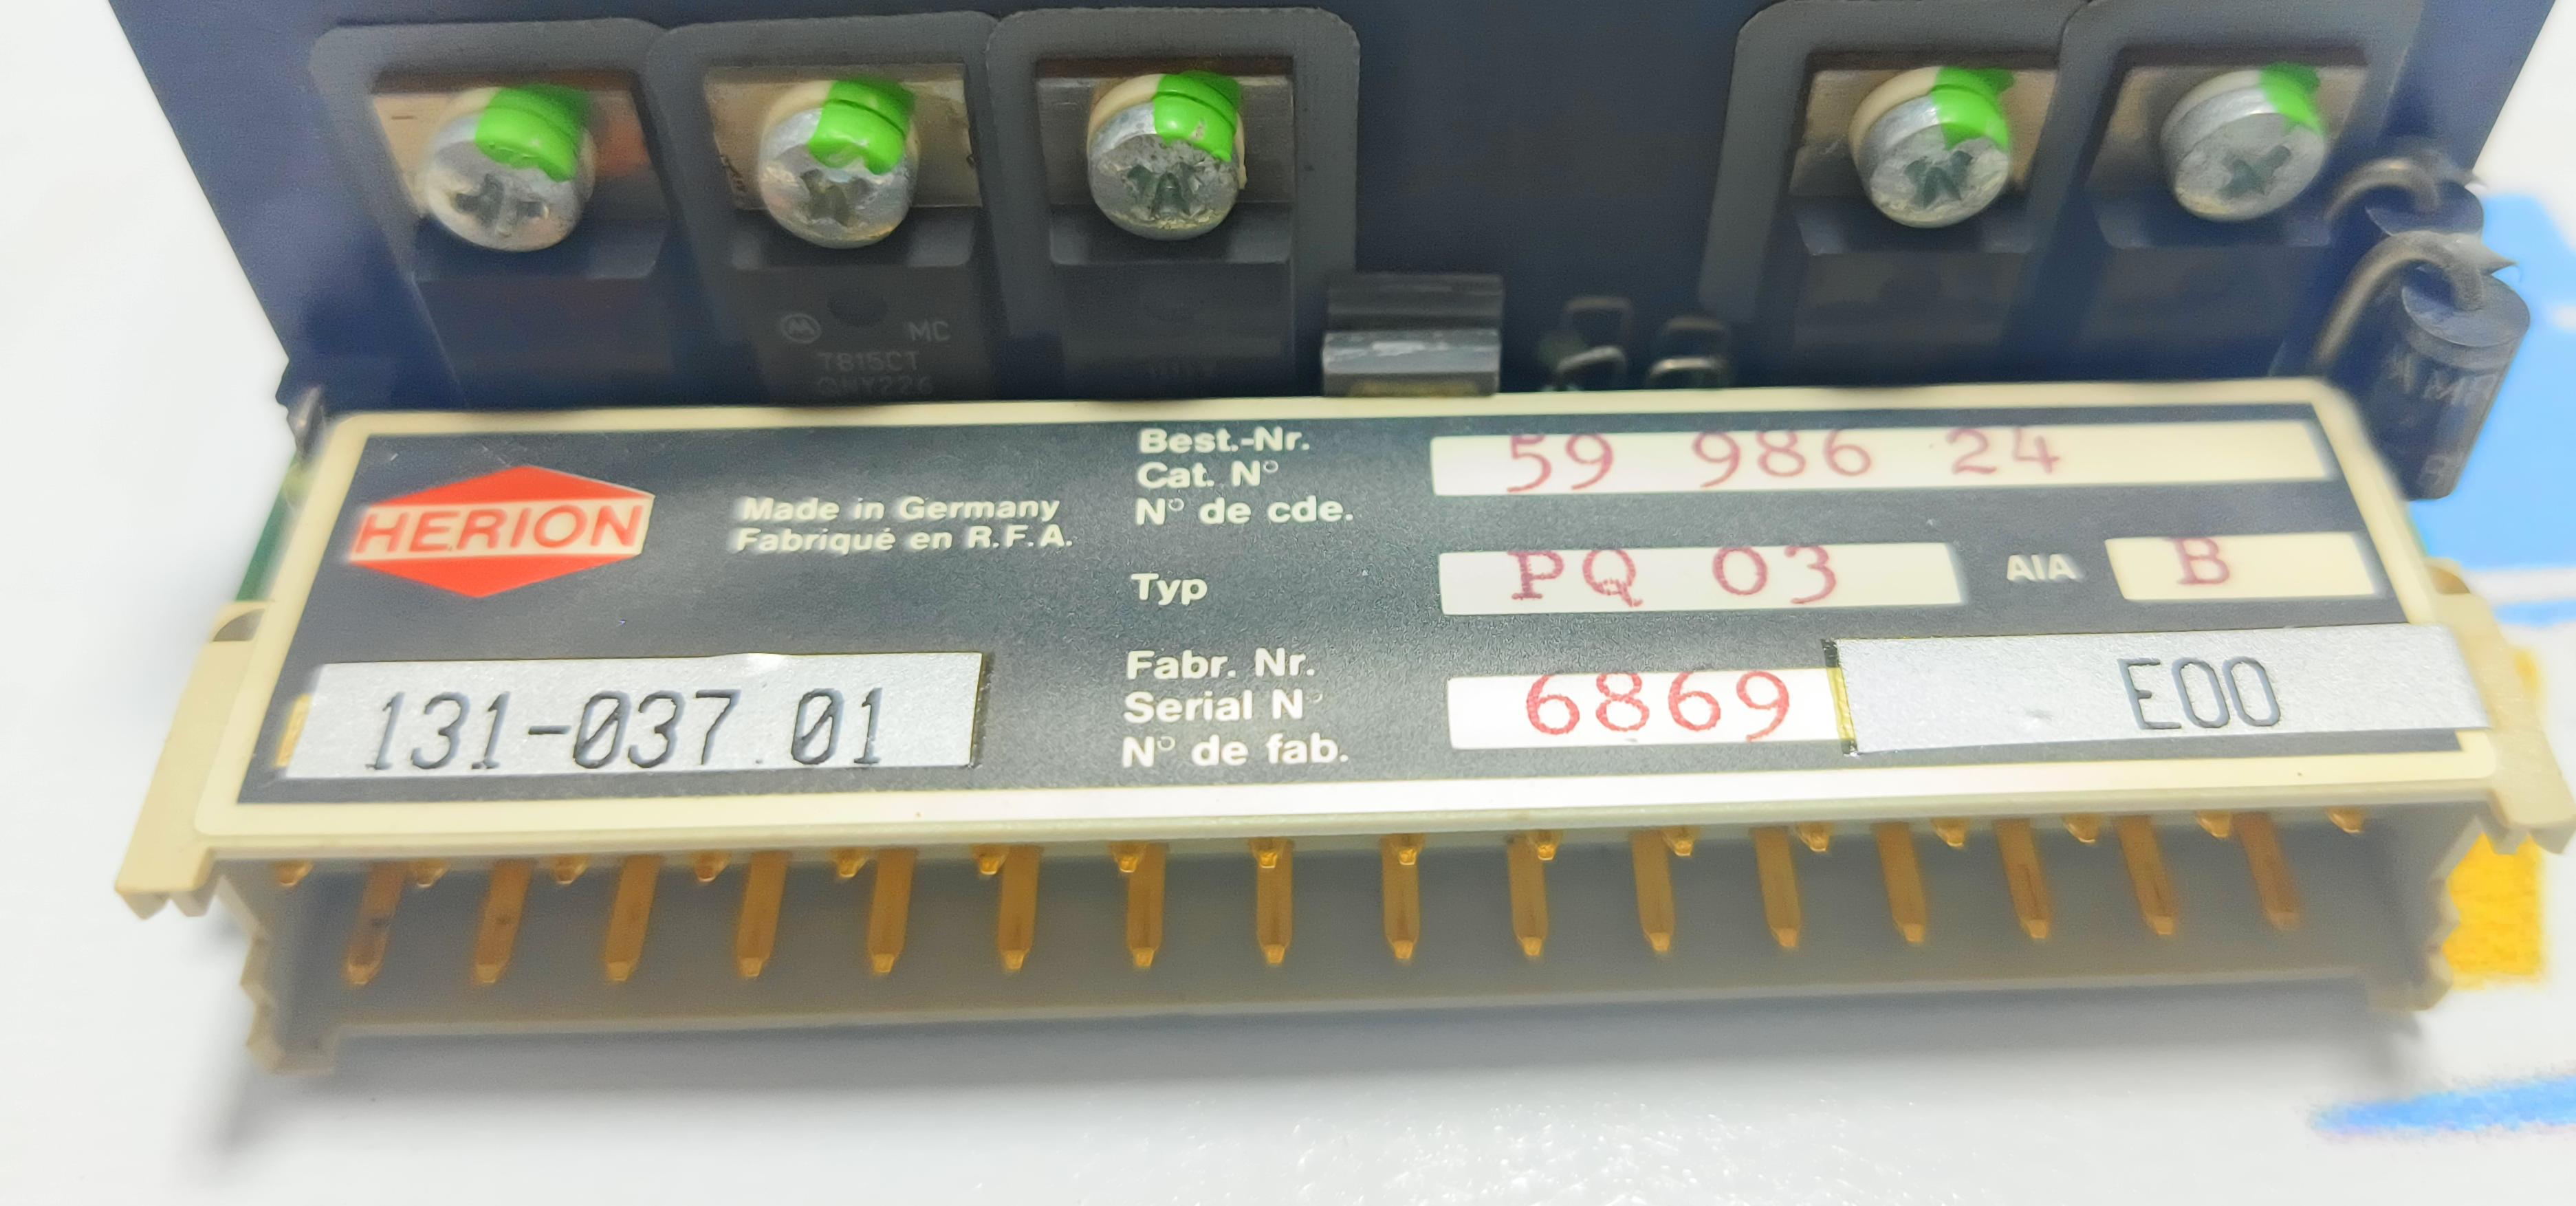 MC
7815CT
QNY226
HERION
Made in Germany
Fabriqué en R.F.A.
Best.-Nr.
Cat. N°
N° de cde.
59 986 24
Typ
PQ 03
AIA
B
131-037.01
Fabr. Nr.
Serial N°
N° de fab.
6869
E00